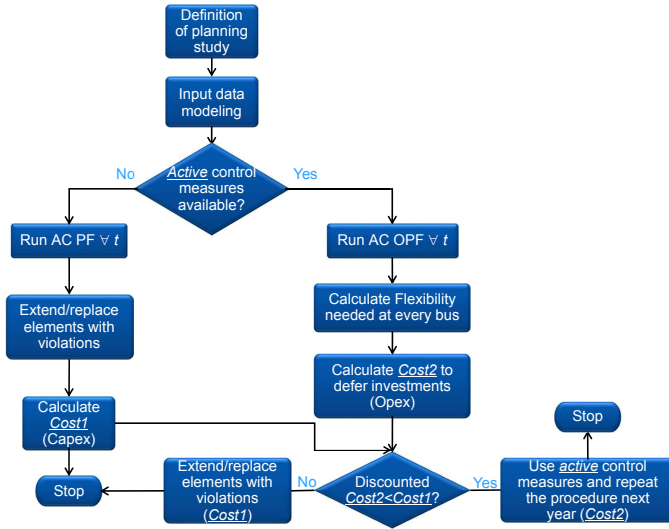 Definition
of planning
study
Input data
modeling
No
Active control
measures
available?
Yes
Run AC PF ∀ t
Run AC OPF ∀ t
Extend/replace
elements with
violations
Calculate Flexibility
needed at every bus
Calculate
Cost1
(Capex)
Calculate Cost2 to
defer investments
(Opex)
Stop
Stop
Extend/replace
elements with
violations
(Cost1)
No
Discounted
Cost2<Cost1?
Yes
Use active control
measures and repeat
the procedure next
year (Cost2)